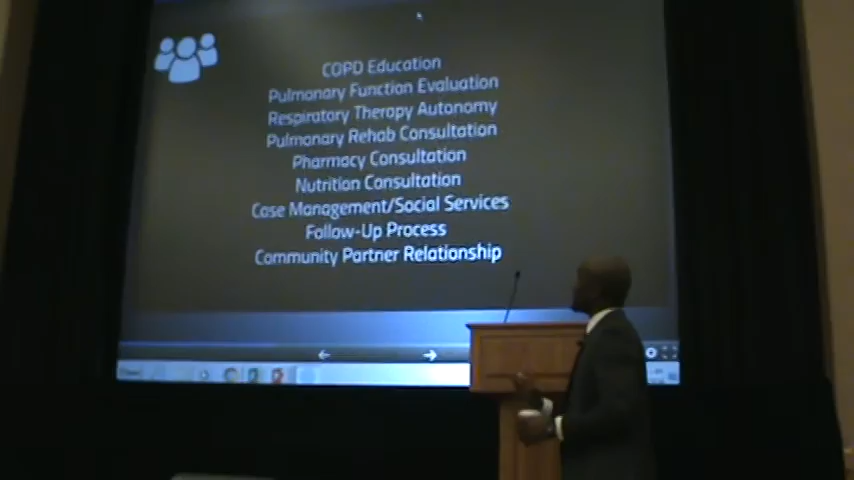 COPD Education
Pulmonary Function Evaluation
Respiratory Therapy Autonomy
Pulmonary Rehab Consultation
Pharmacy Consultation
Nutrition Consultation
Case Management/Social Services
Follow-Up Process
Community Partner Relationship